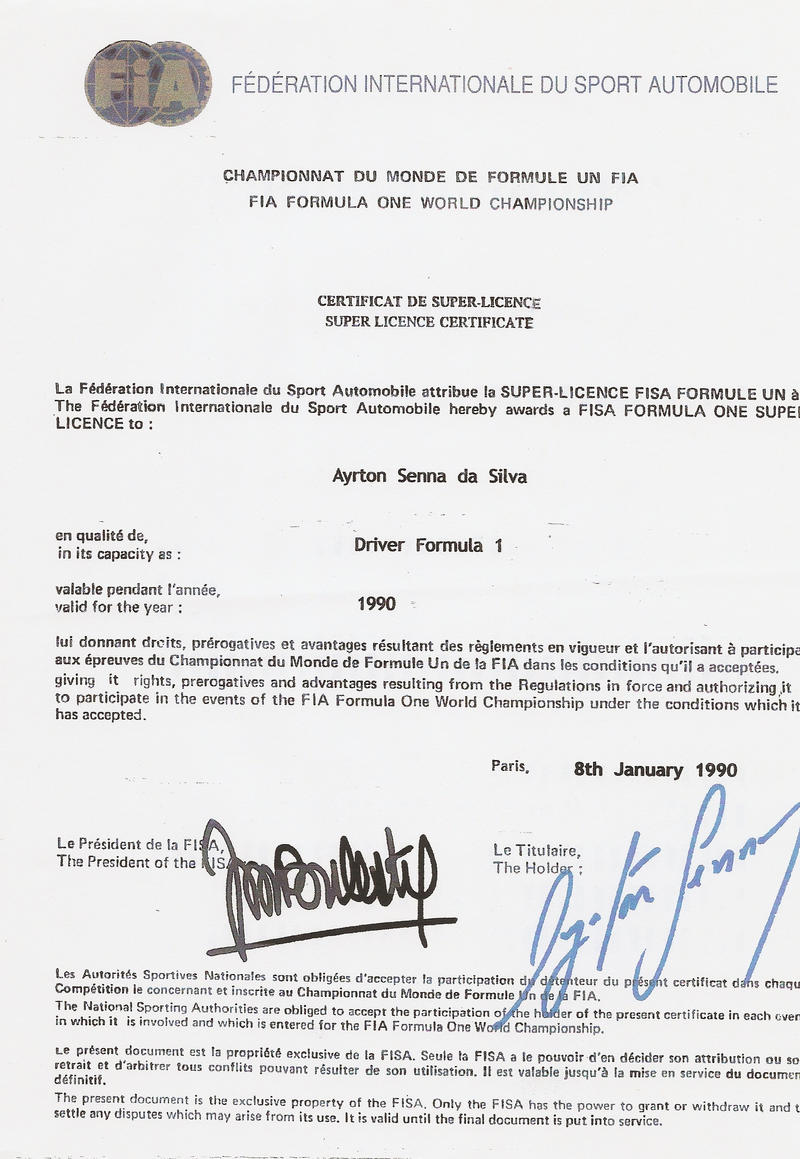 FIA FÉDÉRATION INTERNATIONALE DU SPORT AUTOMOBILE
CHAMPIONNAT DU MONDE DE FORMULE UN FIA
FIA FORMULA ONE WORLD CHAMPIONSHIP
CERTIFICAT DE SUPER-LICENCE
SUPER LICENCE CERTIFICATE
La Fédération Internationale du Sport Automobile attribue la SUPER-LICENCE FISA FORMULE UN à
The Fédération Internationale du Sport Automobile hereby awards a FISA FORMULA ONE SUPE
LICENCE to :
Ayrton Senna da Silva
en qualité de,
in its capacity as :
Driver Formula 1
valable pendant l'année,
valid for the year :
1990
lui donnant droits, prérogatives et avantages résultant des règlements en vigueur et l'autorisant à participe
aux épreuves du Championnat du Monde de Formule Un de la FIA dans les conditions qu'il a acceptées.
giving it rights, prerogatives and advantages resulting from the Regulations in force and authorizing it
to participate in the events of the FIA Formula One World Championship under the conditions which it
has accepted.
Paris, 8th January 1990
Le Président de la FISA,
The President of the FISA
Le Titulaire,
The Holder :
Ayrton Senna
Les Autorités Sportives Nationales sont obligées d'accepter la participation du détenteur du présent certificat dans chaqu
Compétition le concernant et inscrite au Championnat du Monde de Formule Un de la FIA.
The National Sporting Authorities are obliged to accept the participation of the holder of the present certificate in each even
in which it is involved and which is entered for the FIA Formula One World Championship.
Le présent document est la propriété exclusive de la FISA. Seule la FISA a le pouvoir d'en décider son attribution ou so
retrait et d'arbitrer tous conflits pouvant résulter de son utilisation. Il est valable jusqu'à la mise en service du documen
définitif.
The present document is the exclusive property of the FISA. Only the FISA has the power to grant or withdraw it and t
settle any disputes which may arise from its use. It is valid until the final document is put into service.